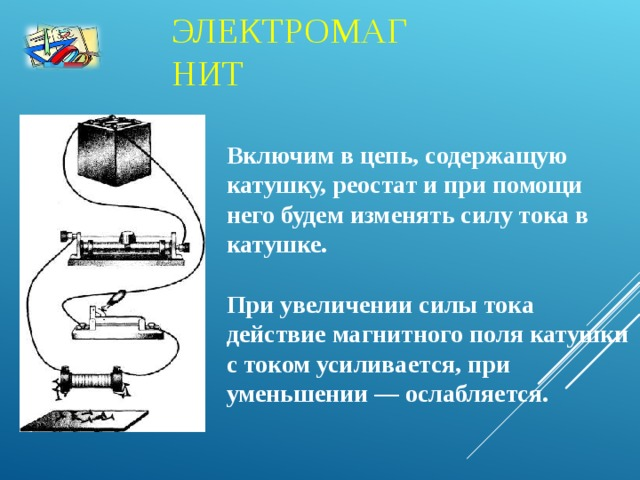 ЭЛЕКТРОМАГ
НИТ
Включим в цепь, содержащую
катушку, реостат и при помощи
него будем изменять силу тока в
катушке.
При увеличении силы тока
действие магнитного поля катушки
с током усиливается, при
уменьшении — ослабляется.